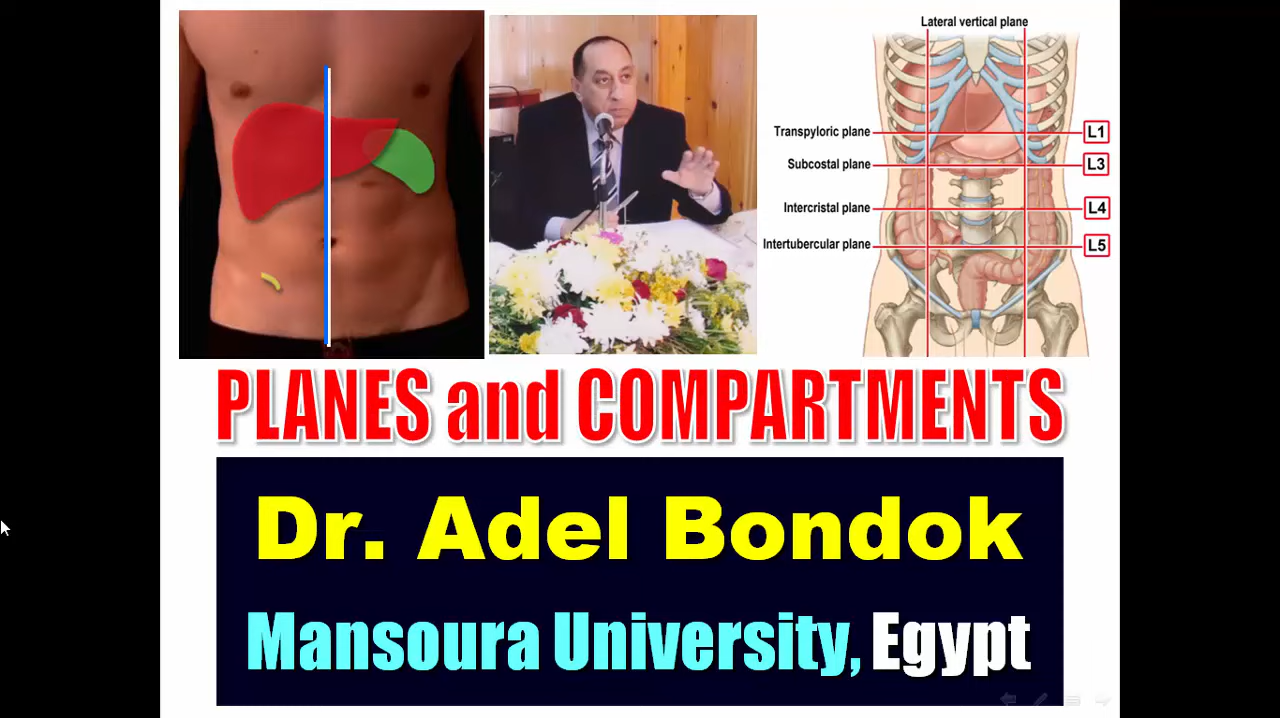 Lateral vertical plane
Transpyloric plane L1
Subcostal plane L3
Intercristal plane L4
Intertubercular plane L5
PLANES and COMPARTMENTS
Dr. Adel Bondok
Mansoura University, Egypt